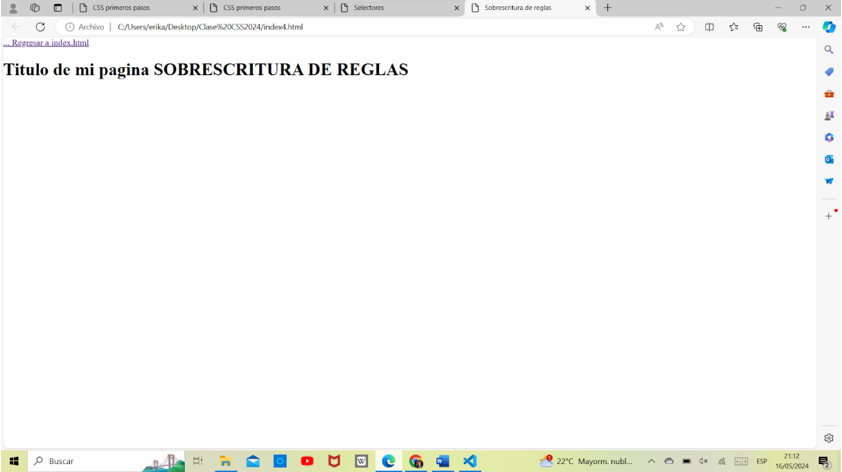 CSS primeros pasos
CSS primeros pasos
Selectores
Sobrescritura de reglas
Archivo
C:/Users/erika/Desktop/Clase%20CSS2024/index4.html
... Regresar a index.html
Titulo de mi pagina SOBRESCRITURA DE REGLAS
Buscar
22°C Mayorm. nubl...
ESP
21:12
16/05/2024